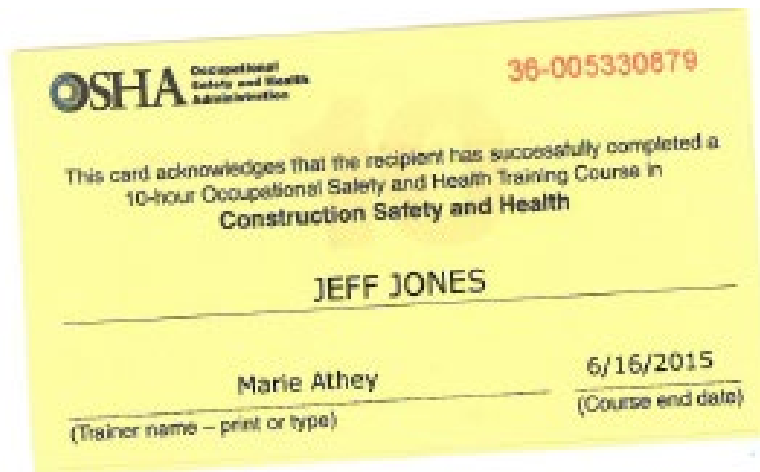 OSHA
Occupational
Safety and Health
Administration
36-005330879
This card acknowledges that the recipient has successfully completed a
10-hour Occupational Safety and Health Training Course in
Construction Safety and Health
JEFF JONES
Marie Athey
6/16/2015
(Trainer name – print or type)
(Course end date)